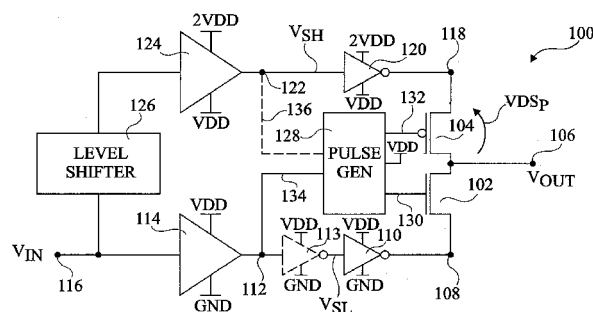 124
2VDD
VSH
2VDD
120
118
100
VDD
122
VDD
126
136
128
132
VDSP
104
106
LEVEL
SHIFTER
PULSE
GEN
VDD
VOUT
134
102
114
VDD
130
VIN
VDD
113
VDD
110
116
GND
112
GND
VSL
GND
108